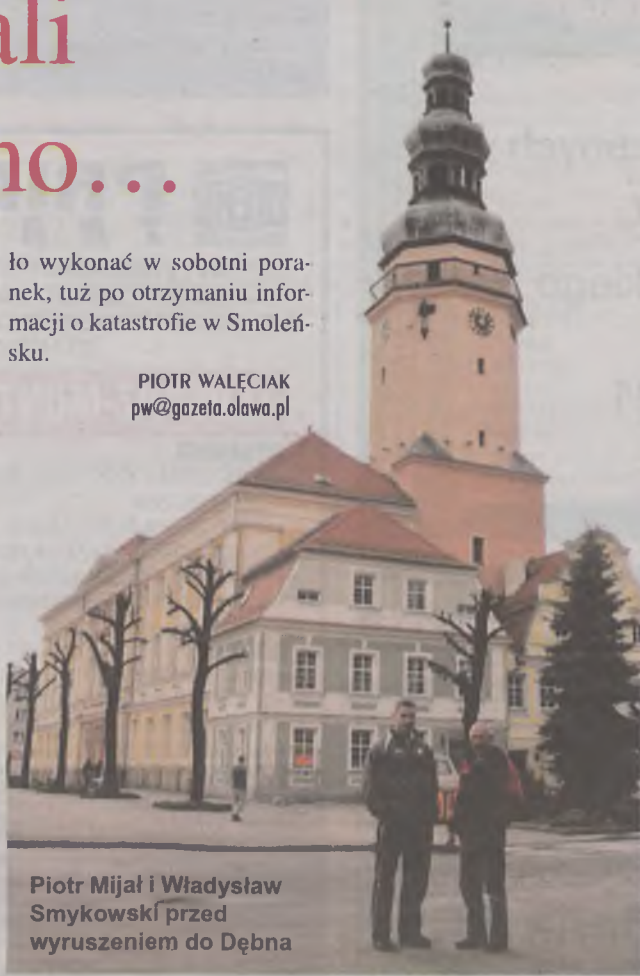 ali
no...
ło wykonać w sobotni pora-
nek, tuż po otrzymaniu infor-
macji o katastrofie w Smoleń-
sku.
PIOTR WALĘCIAK
pw@gazeta.olawa.pl
Piotr Mijał i Władysław
Smykowski przed
wyruszeniem do Dębna